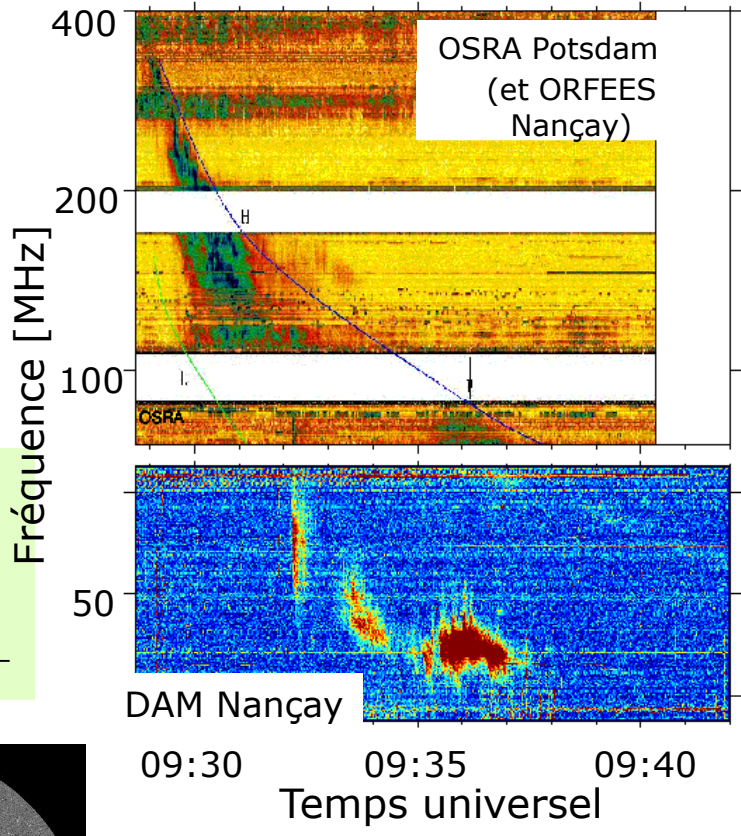 400
OSRA Potsdam
(et ORFEES
Nançay)
200
H
Fréquence [MHz]
100
OSRA
50
DAM Nançay
09:30
09:35
09:40
Temps universel